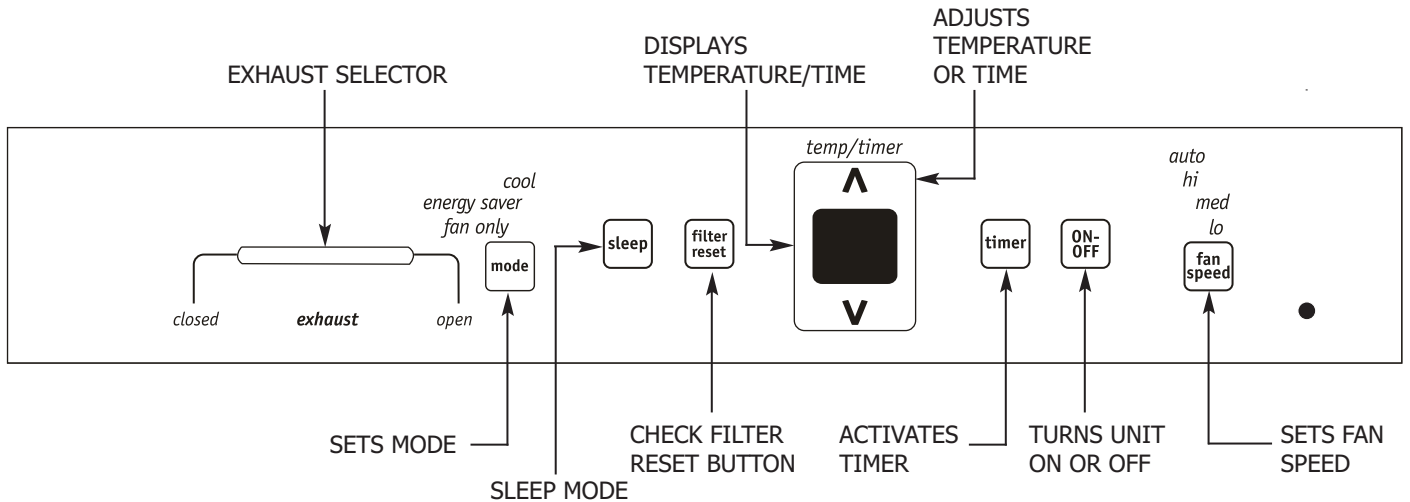 ADJUSTS
TEMPERATURE
OR TIME
DISPLAYS
TEMPERATURE/TIME
EXHAUST SELECTOR
temp/timer
auto
hi
med
lo
cool
energy saver
fan only
mode
sleep
filter
reset
timer
ON-
OFF
fan
speed
closed
exhaust
open
SETS MODE
SLEEP MODE
CHECK FILTER
RESET BUTTON
ACTIVATES
TIMER
TURNS UNIT
ON OR OFF
SETS FAN
SPEED